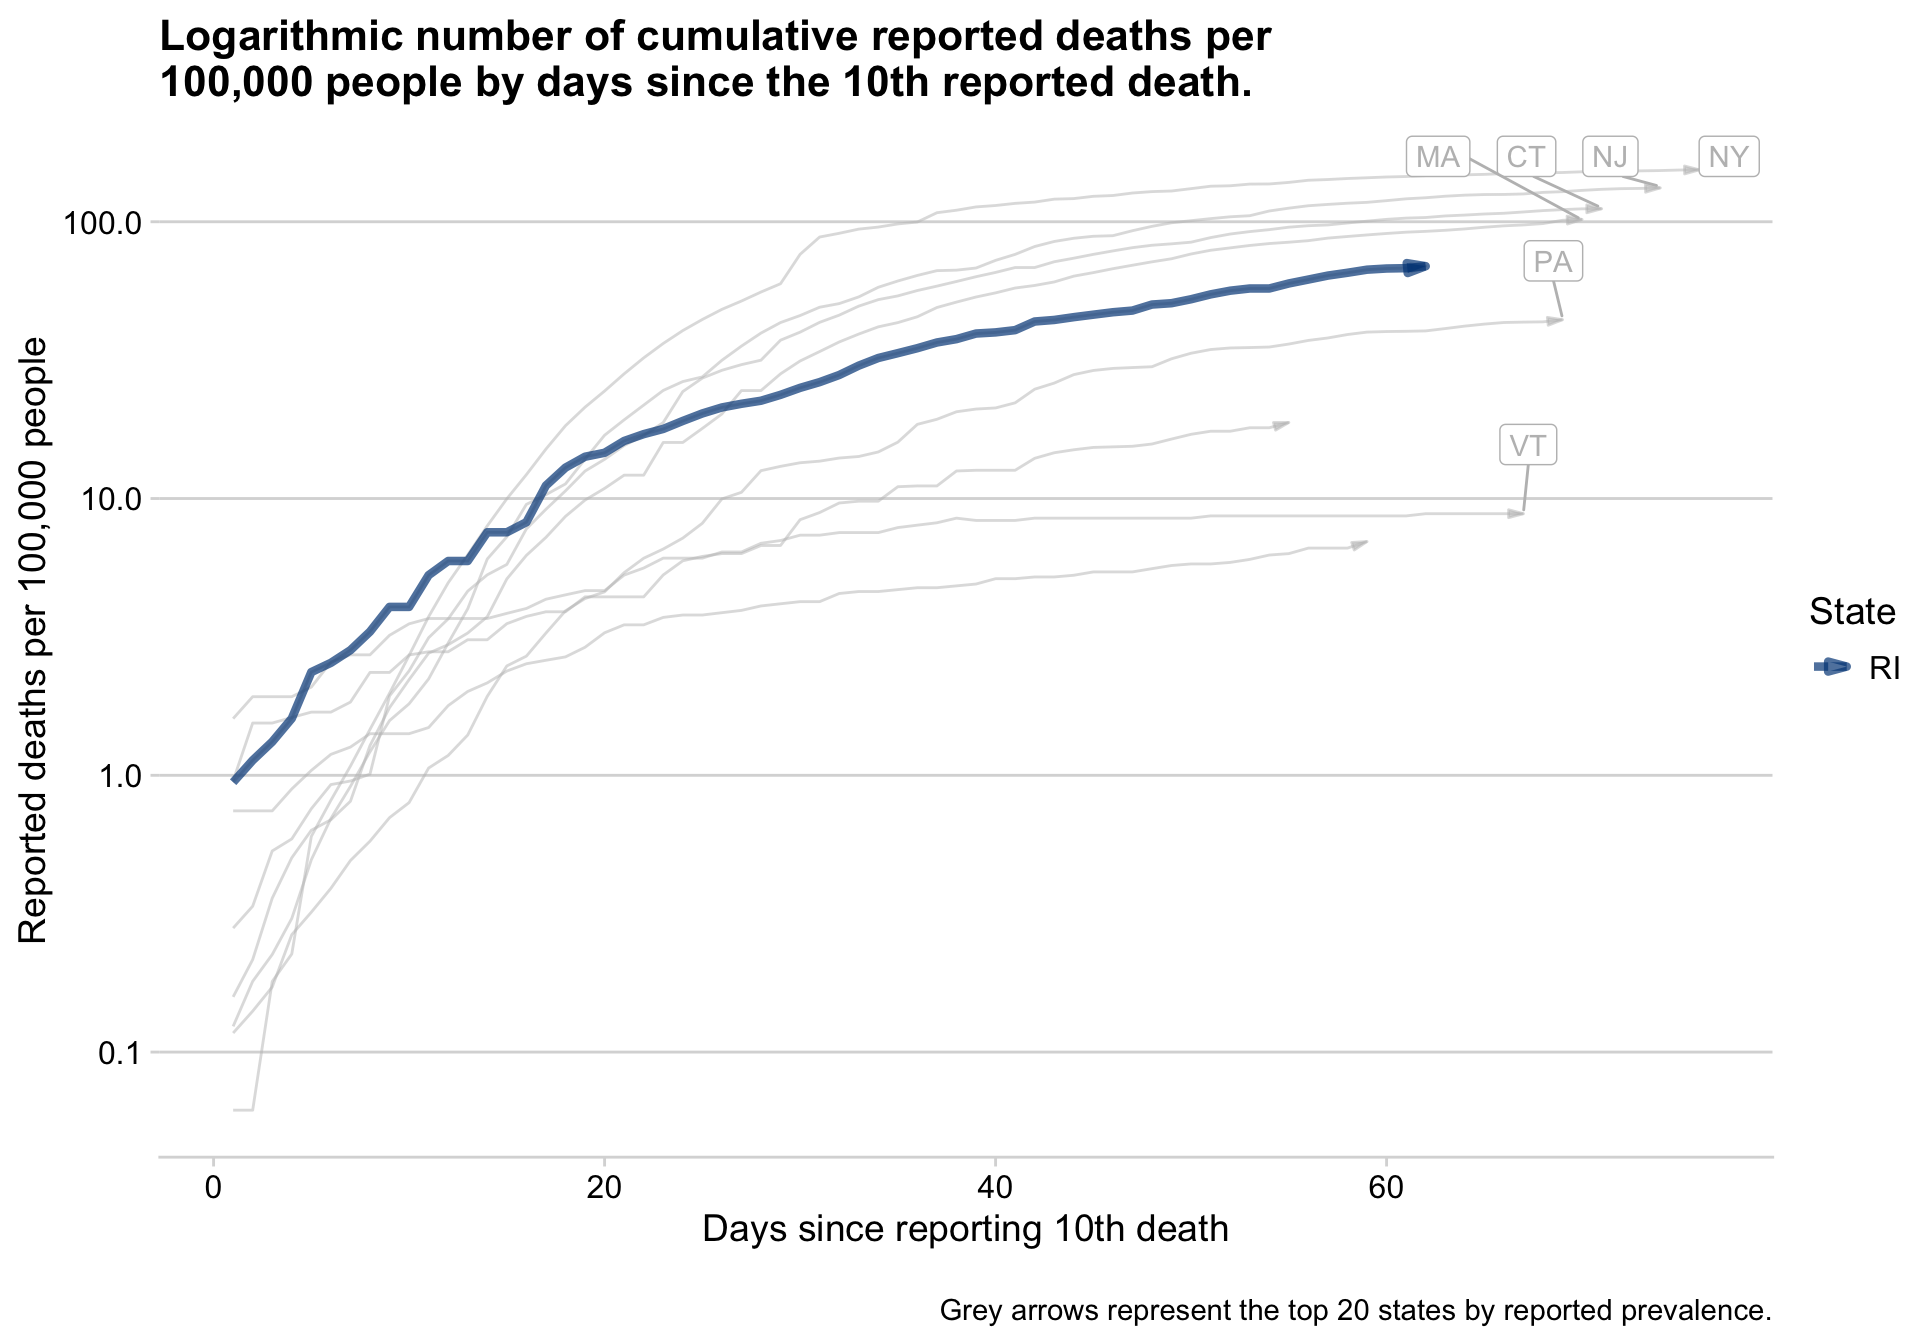 Logarithmic number of cumulative reported deaths per
100,000 people by days since the 10th reported death.
MA
CT
NJ
NY
PA
VT
Reported deaths per 100,000 people
100.0
10.0
1.0
0.1
0
20
40
60
Days since reporting 10th death
State
RI
Grey arrows represent the top 20 states by reported prevalence.